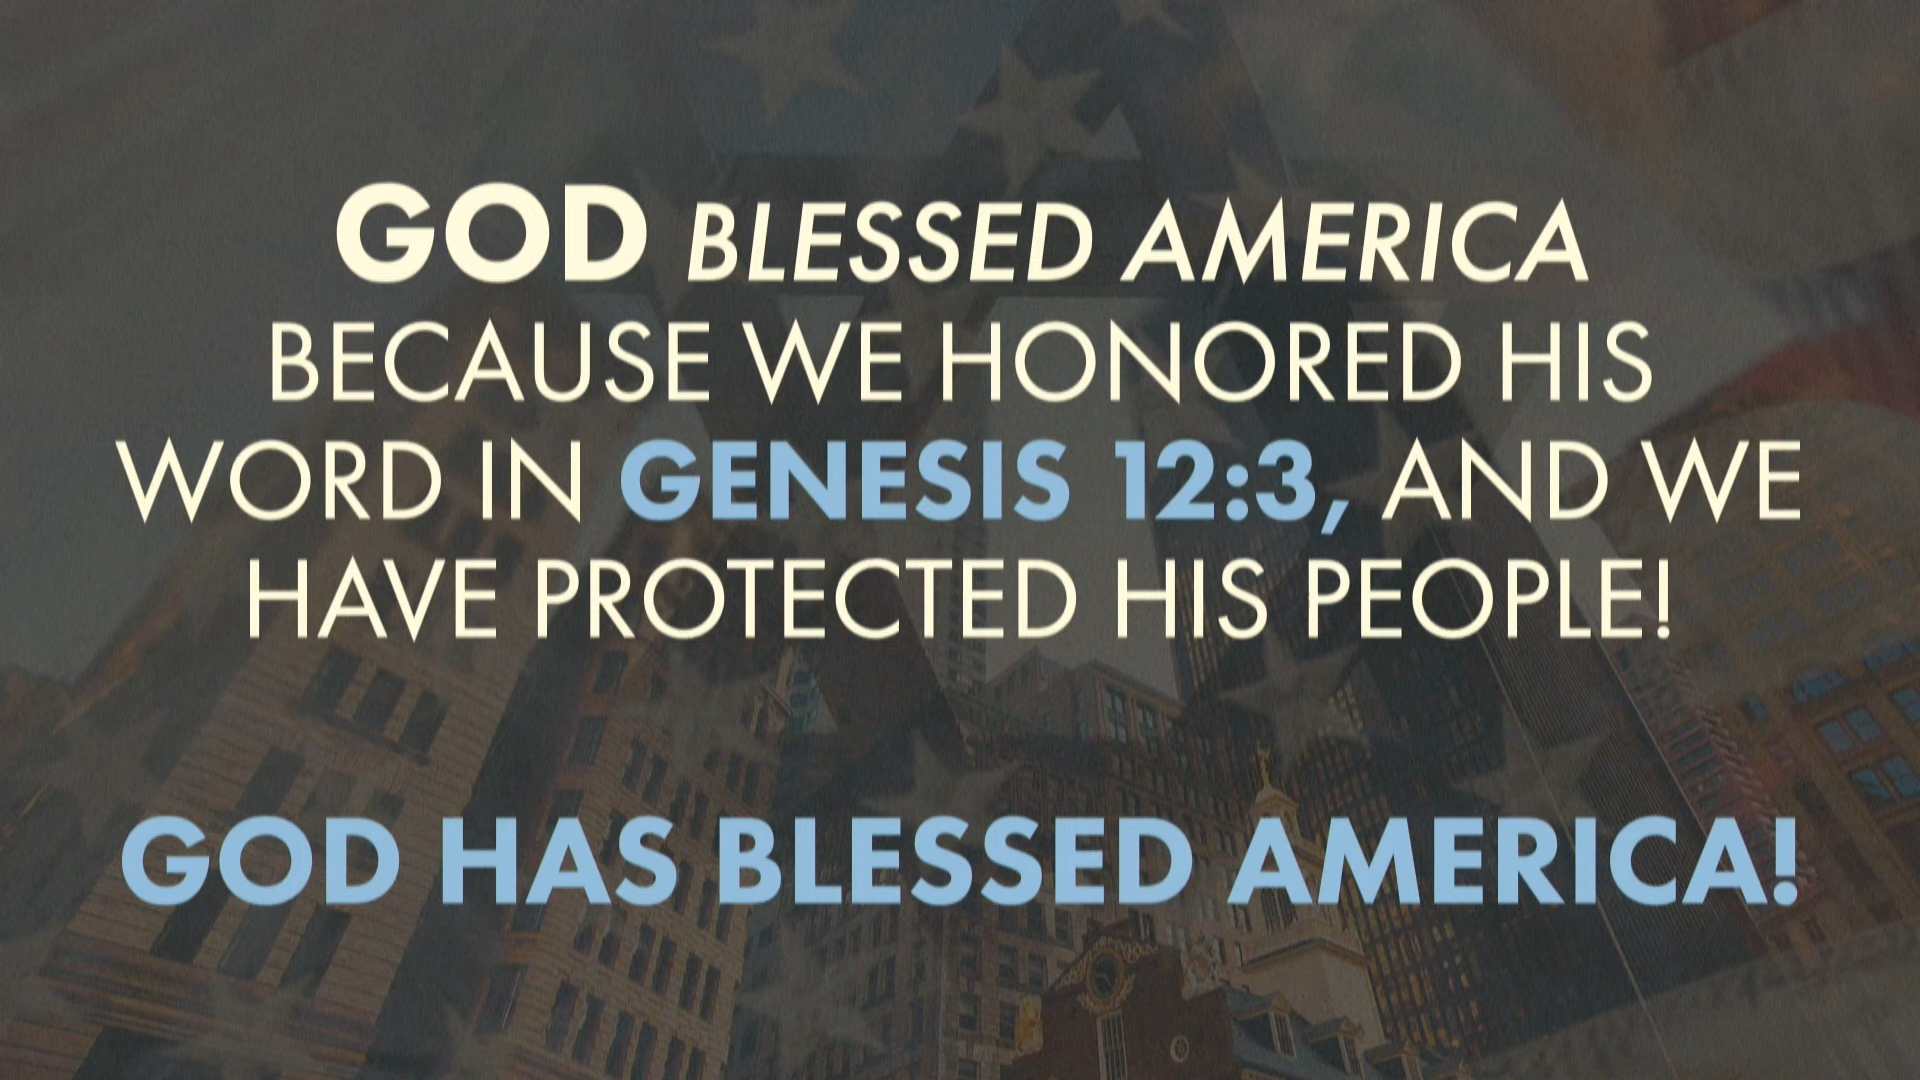 GOD BLESSED AMERICA
BECAUSE WE HONORED HIS
WORD IN GENESIS 12:3, AND WE
HAVE PROTECTED HIS PEOPLE!
GOD HAS BLESSED AMERICA!